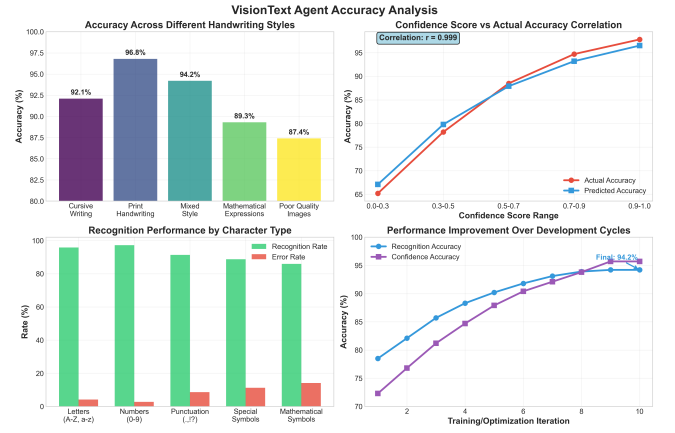 VisionText Agent Accuracy Analysis
Accuracy Across Different Handwriting Styles
Accuracy (%)
100.0
97.5
95.0
92.5
90.0
87.5
85.0
82.5
80.0
92.1%
96.8%
94.2%
89.3%
87.4%
Cursive
Writing
Print
Handwriting
Mixed
Style
Mathematical
Expressions
Poor Quality
Images
Confidence Score vs Actual Accuracy Correlation
Correlation: r = 0.999
Accuracy (%)
95
90
85
80
75
70
65
Actual Accuracy
Predicted Accuracy
0.0-0.3
0.3-0.5
0.5-0.7
0.7-0.9
0.9-1.0
Confidence Score Range
Recognition Performance by Character Type
Rate (%)
100
80
60
40
20
0
Recognition Rate
Error Rate
Letters
(A-Z, a-z)
Numbers
(0-9)
Punctuation
(.,!?)
Special
Symbols
Mathematical
Symbols
Performance Improvement Over Development Cycles
Accuracy (%)
100
95
90
85
80
75
70
Recognition Accuracy
Confidence Accuracy
Final: 94.2%
2
4
6
8
10
Training/Optimization Iteration